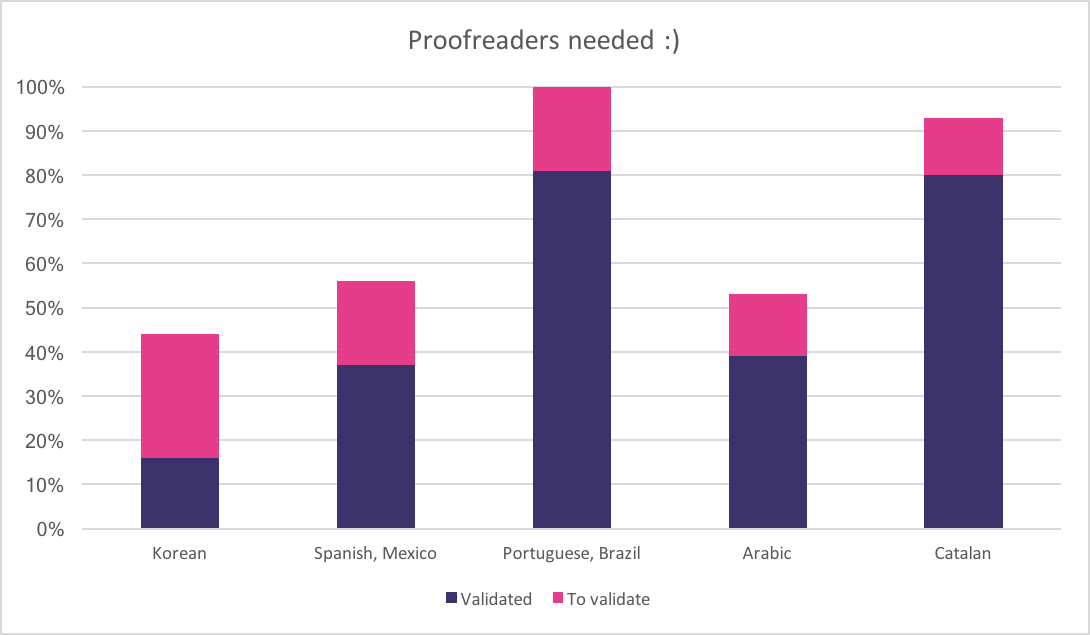 Proofreaders needed :)
100%
90%
80%
70%
60%
50%
40%
30%
20%
10%
0%
Korean
Spanish, Mexico
Portuguese, Brazil
Arabic
Catalan
Validated
To validate